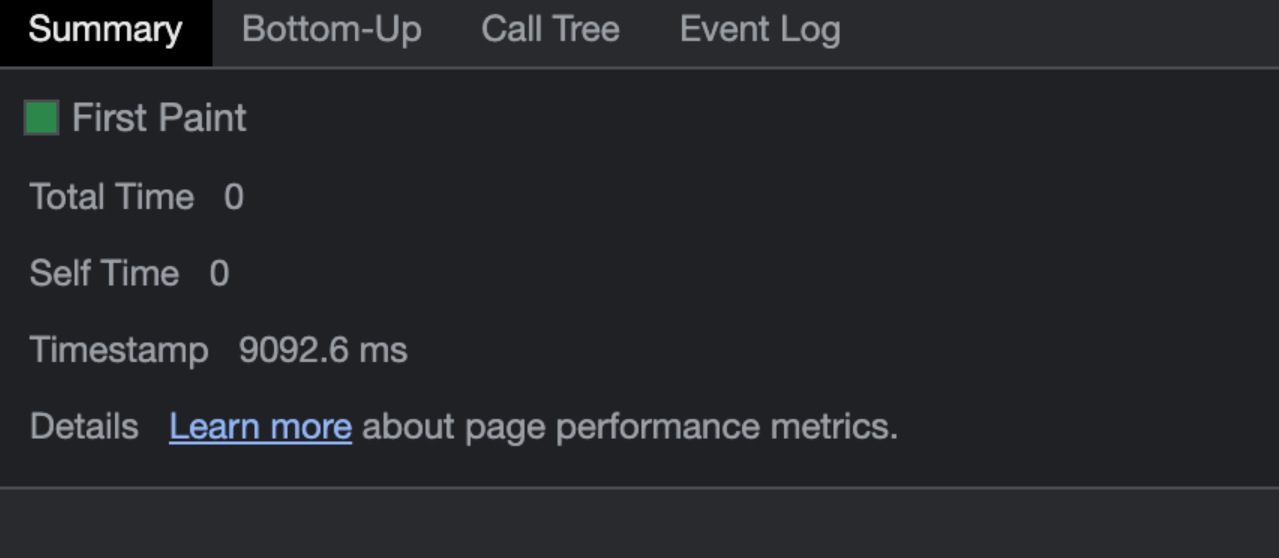 Summary Bottom-Up Call Tree Event Log
First Paint
Total Time 0
Self Time 0
Timestamp 9092.6 ms
Details Learn more about page performance metrics.